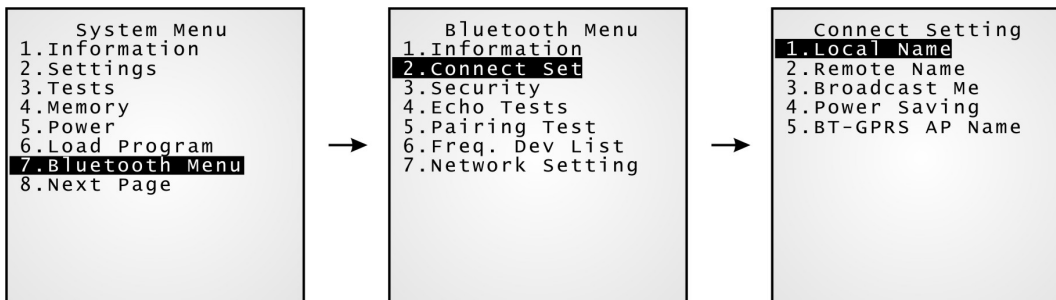 System Menu
1.Information
2.Settings
3.Tests
4.Memory
5.Power
6.Load Program
7.Bluetooth Menu
8.Next Page
Bluetooth Menu
1.Information
2.Connect Set
3.Security
4.Echo Tests
5.Pairing Test
6.Freq. Dev List
7.Network Setting
Connect Setting
1.Local Name
2.Remote Name
3.Broadcast Me
4.Power Saving
5.BT-GPRS AP Name